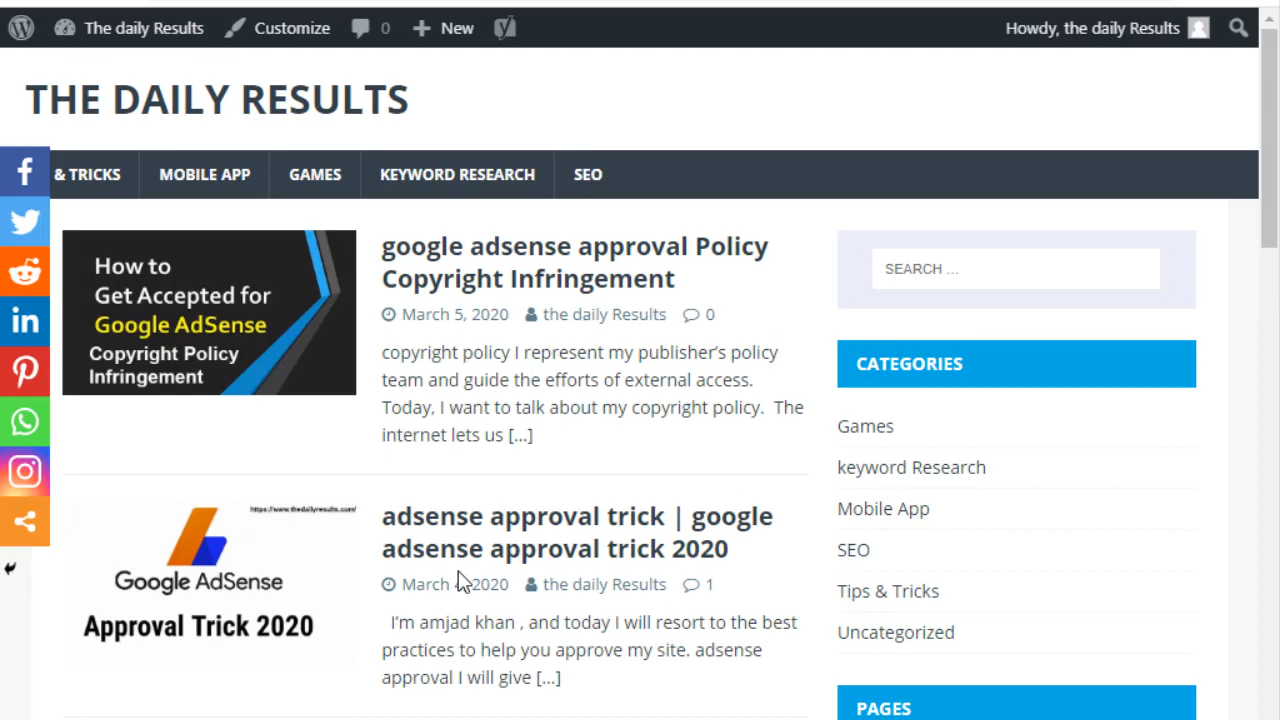 The daily Results Customize 0 New Howdy, the daily Results
THE DAILY RESULTS
& TRICKS MOBILE APP GAMES KEYWORD RESEARCH SEO
How to
Get Accepted for
Google AdSense
Copyright Policy
Infringement
google adsense approval Policy
Copyright Infringement
March 5, 2020 the daily Results 0
copyright policy I represent my publisher’s policy
team and guide the efforts of external access.
Today, I want to talk about my copyright policy. The
internet lets us [...]
https://www.thedailyresults.com/
Google AdSense
Approval Trick 2020
adsense approval trick | google
adsense approval trick 2020
March 2020 the daily Results 1
I’m amjad khan , and today I will resort to the best
practices to help you approve my site. adsense
approval I will give [...]
SEARCH ...
CATEGORIES
Games
keyword Research
Mobile App
SEO
Tips & Tricks
Uncategorized
PAGES